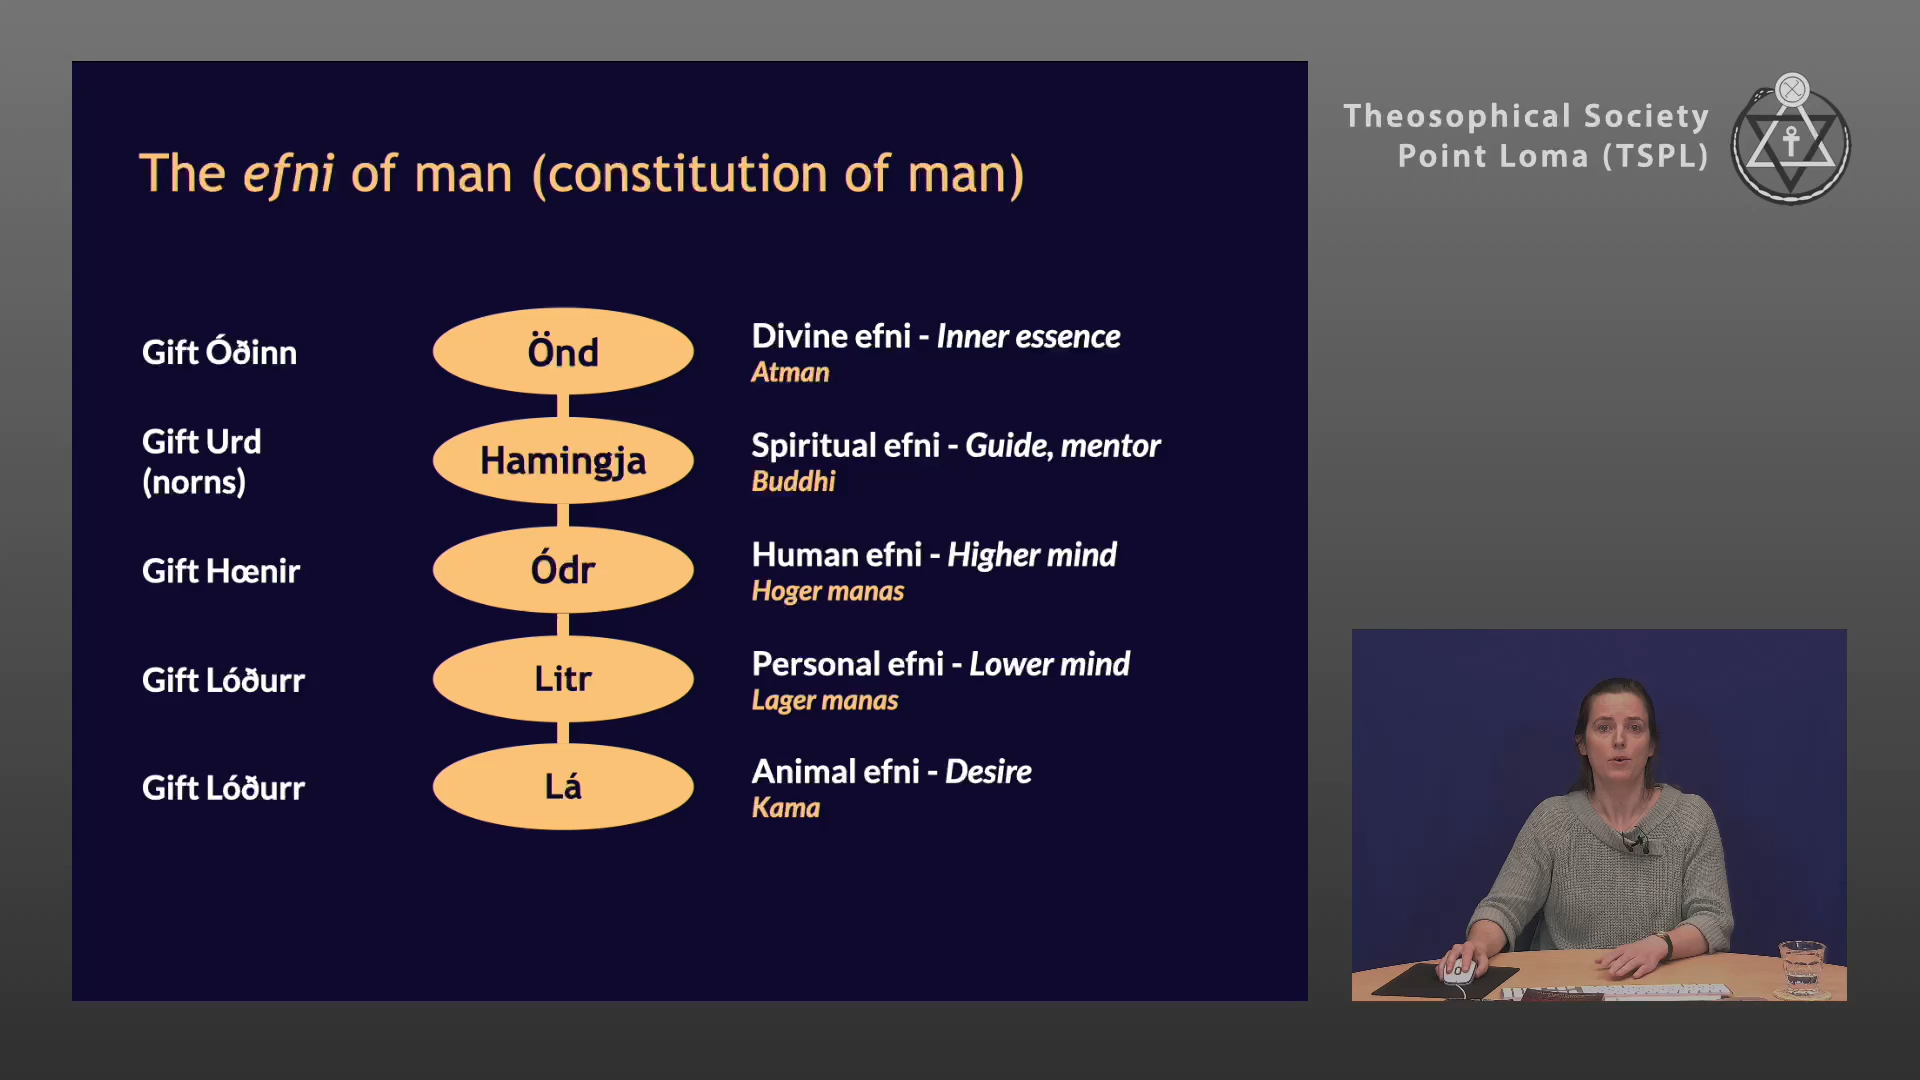 Theosophical Society
Point Loma (TSPL)
The efni of man (constitution of man)
Gift Óðinn
Önd
Divine efni - Inner essence
Atman
Gift Urd
(norns)
Hamingja
Spiritual efni - Guide, mentor
Buddhi
Gift Hœnir
Ódr
Human efni - Higher mind
Hoger manas
Gift Lóðurr
Litr
Personal efni - Lower mind
Lager manas
Gift Lóðurr
Lá
Animal efni - Desire
Kama